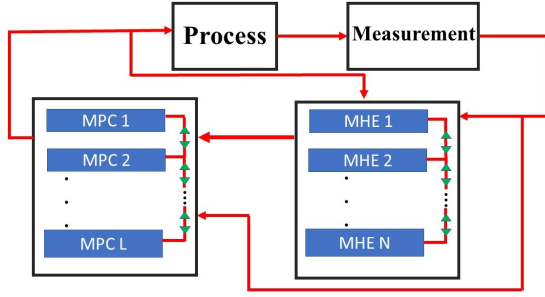 Process
Measurement
MPC 1
MPC 2
MPC L
MHE 1
MHE 2
MHE N